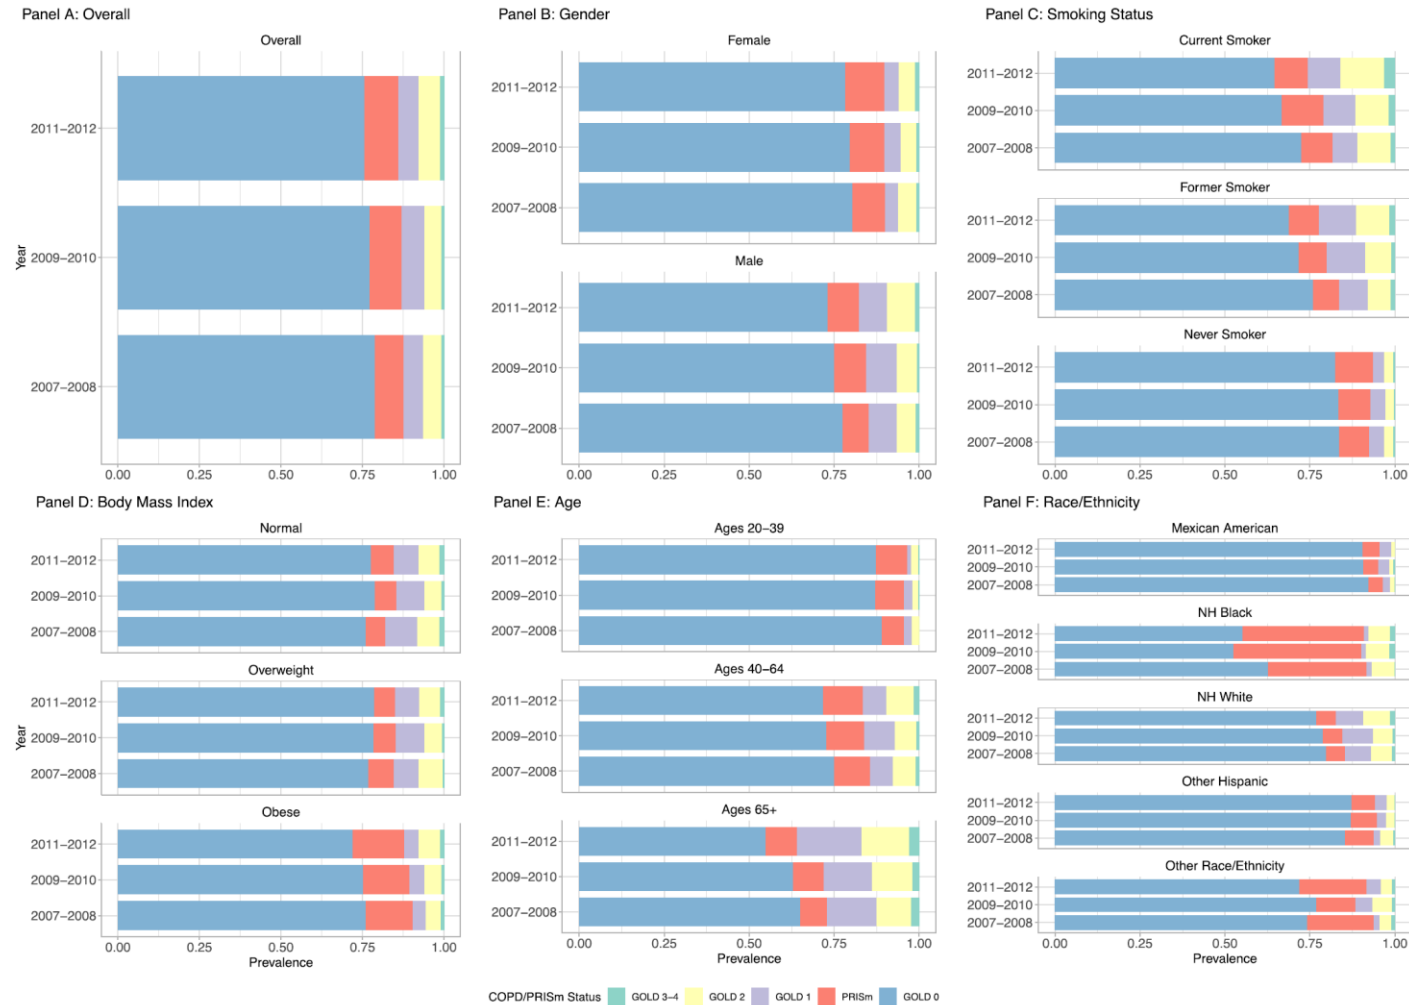 Panel A: Overall
Overall
2011–2012
2009–2010
2007–2008
Year
0.00 0.25 0.50 0.75 1.00
Panel B: Gender
Female
2011–2012
2009–2010
2007–2008
Male
2011–2012
2009–2010
2007–2008
0.00 0.25 0.50 0.75 1.00
Panel C: Smoking Status
Current Smoker
2011–2012
2009–2010
2007–2008
Former Smoker
2011–2012
2009–2010
2007–2008
Never Smoker
2011–2012
2009–2010
2007–2008
0.00 0.25 0.50 0.75 1.00
Panel D: Body Mass Index
Normal
2011–2012
2009–2010
2007–2008
Overweight
2011–2012
2009–2010
2007–2008
Year
Obese
2011–2012
2009–2010
2007–2008
0.00 0.25 0.50 0.75 1.00
Prevalence
Panel E: Age
Ages 20–39
2011–2012
2009–2010
2007–2008
Ages 40–64
2011–2012
2009–2010
2007–2008
Ages 65+
2011–2012
2009–2010
2007–2008
0.00 0.25 0.50 0.75 1.00
Prevalence
Panel F: Race/Ethnicity
Mexican American
2011–2012
2009–2010
2007–2008
NH Black
2011–2012
2009–2010
2007–2008
NH White
2011–2012
2009–2010
2007–2008
Other Hispanic
2011–2012
2009–2010
2007–2008
Other Race/Ethnicity
2011–2012
2009–2010
2007–2008
0.00 0.25 0.50 0.75 1.00
Prevalence
COPD/PRISm Status GOLD 3–4 GOLD 2 GOLD 1 PRISm GOLD 0